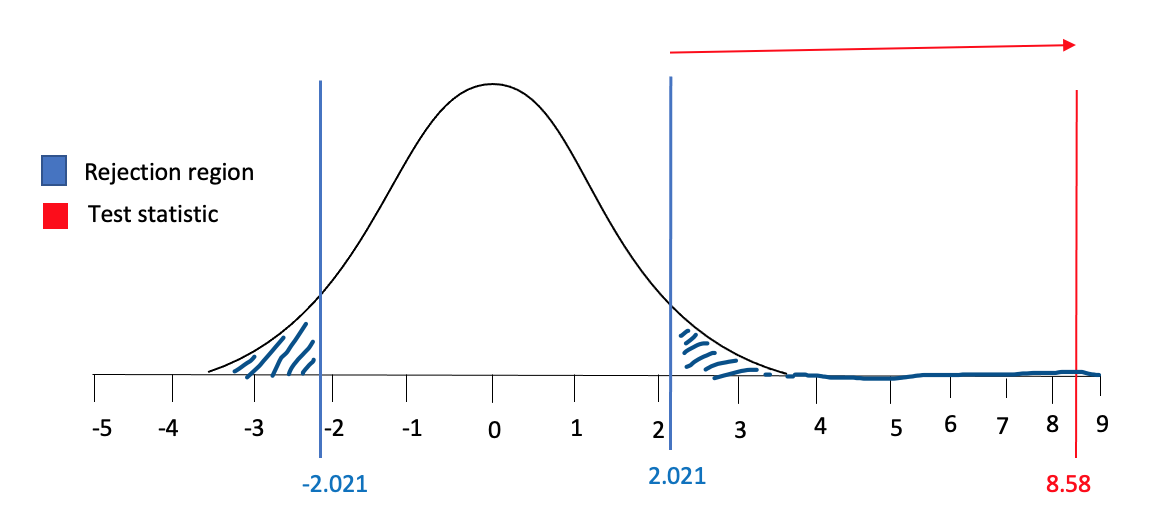 Rejection region
Test statistic
-5 -4 -3 -2 -1 0 1 2 3 4 5 6 7 8 9
-2.021 2.021 8.58